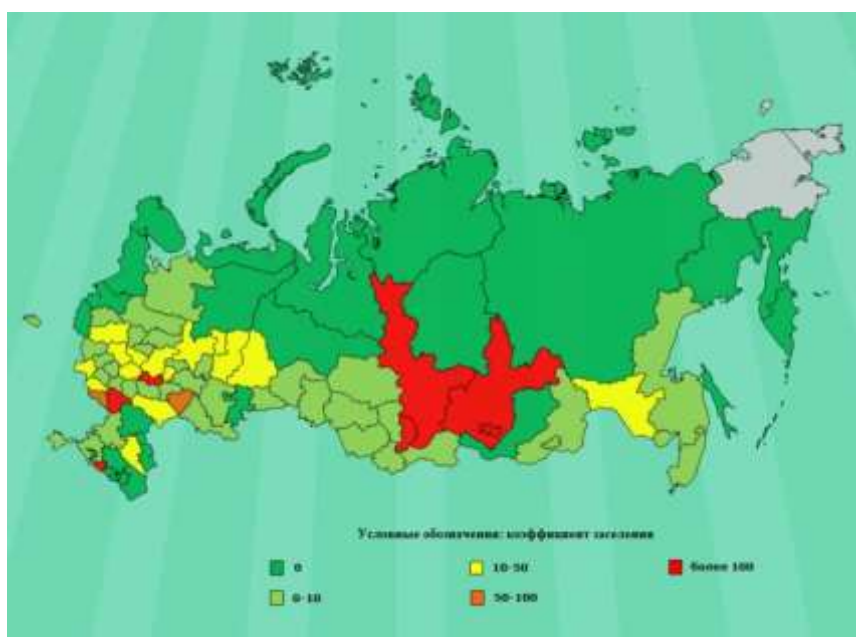 Условные обозначения: коэффициент заселения
0
10-50
более 100
0-10
50-100